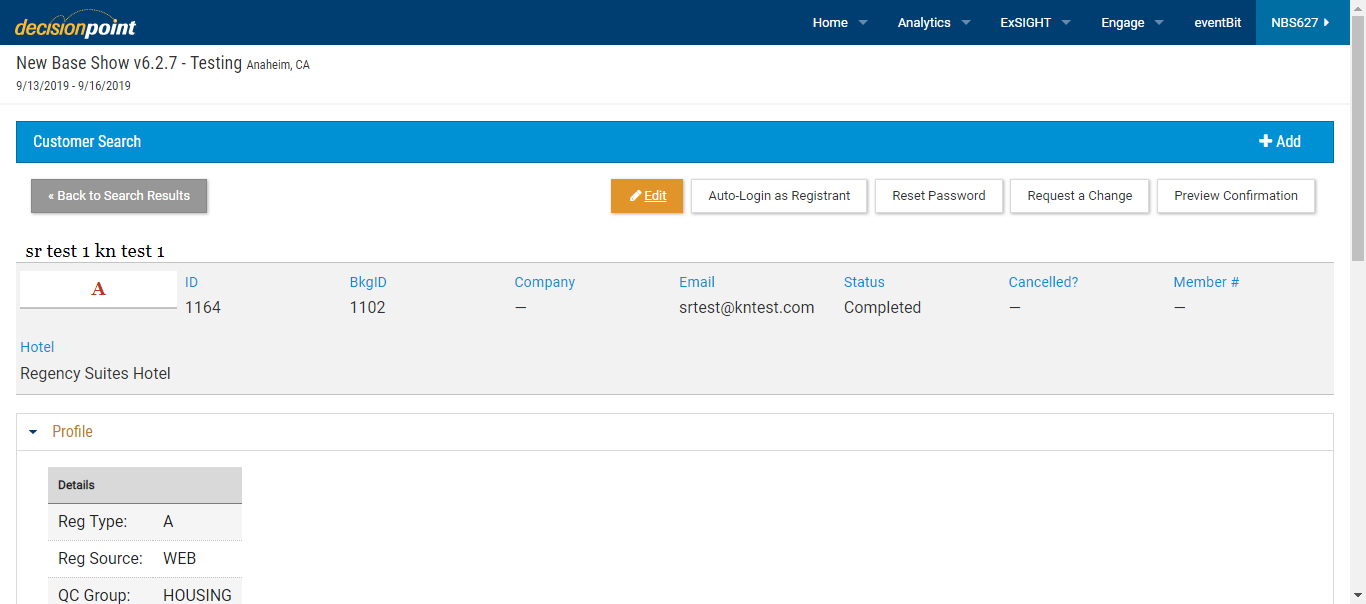 decisionpoint Home Analytics ExSIGHT Engage eventBit NBS627
New Base Show v6.2.7 - Testing Anaheim, CA
9/13/2019 - 9/16/2019
Customer Search Add
« Back to Search Results Edit Auto-Login as Registrant Reset Password Request a Change Preview Confirmation
sr test 1 kn test 1
A
ID BkgID Company Email Status Cancelled? Member #
1164 1102 — srtest@kntest.com Completed — —
Hotel
Regency Suites Hotel
Profile
Details
Reg Type: A
Reg Source: WEB
QC Group: HOUSING